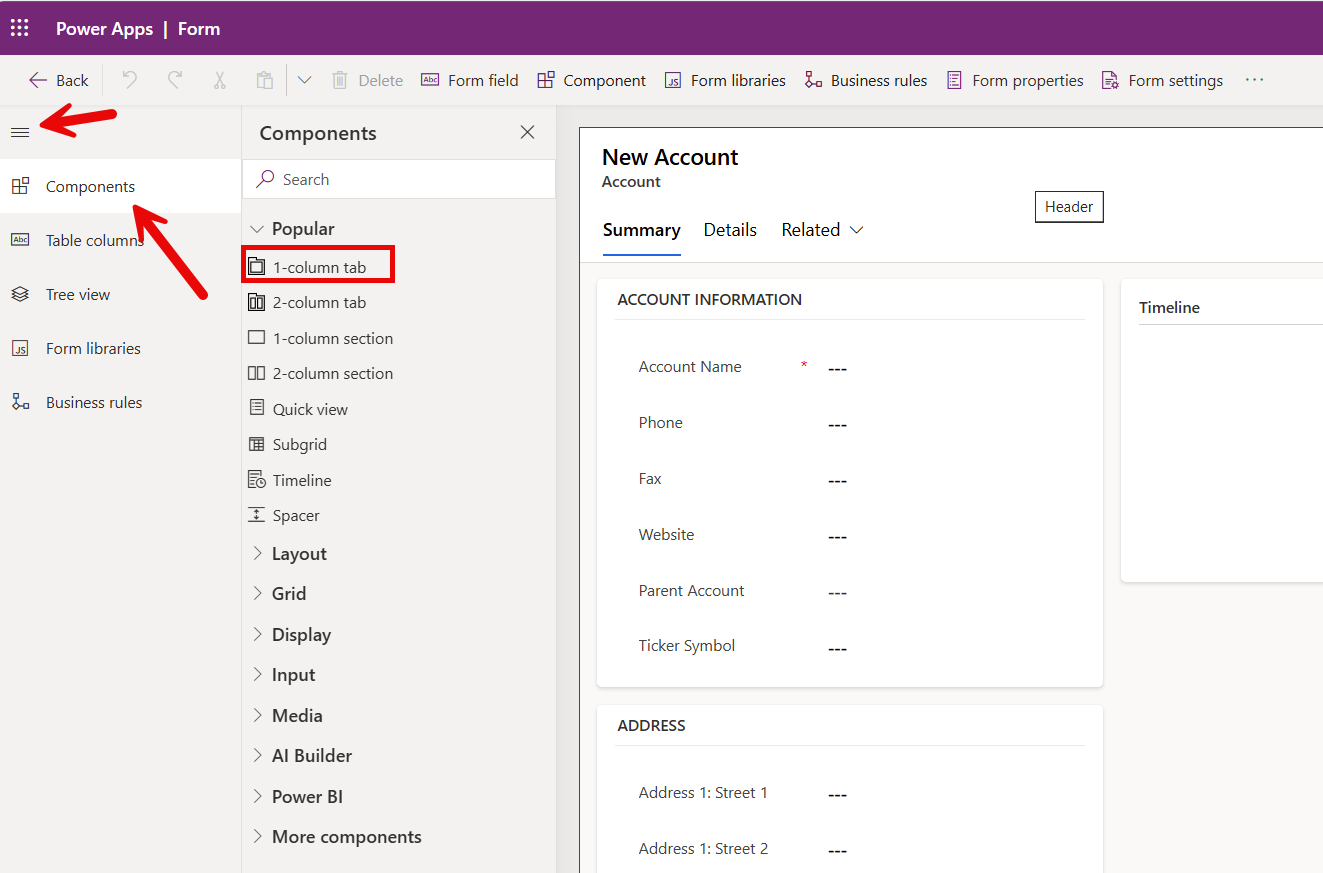 Power Apps | Form
Back
Delete
Abc Form field
Component
JS Form libraries
Business rules
Form properties
Form settings
...
Components
Abc Table columns
Tree view
JS Form libraries
Business rules
Components
Search
Popular
1-column tab
2-column tab
1-column section
2-column section
Quick view
Subgrid
Timeline
Spacer
Layout
Grid
Display
Input
Media
AI Builder
Power BI
More components
New Account
Account
Header
Summary Details Related
ACCOUNT INFORMATION
Account Name * ---
Phone ---
Fax ---
Website ---
Parent Account ---
Ticker Symbol ---
ADDRESS
Address 1: Street 1 ---
Address 1: Street 2 ---
Timeline